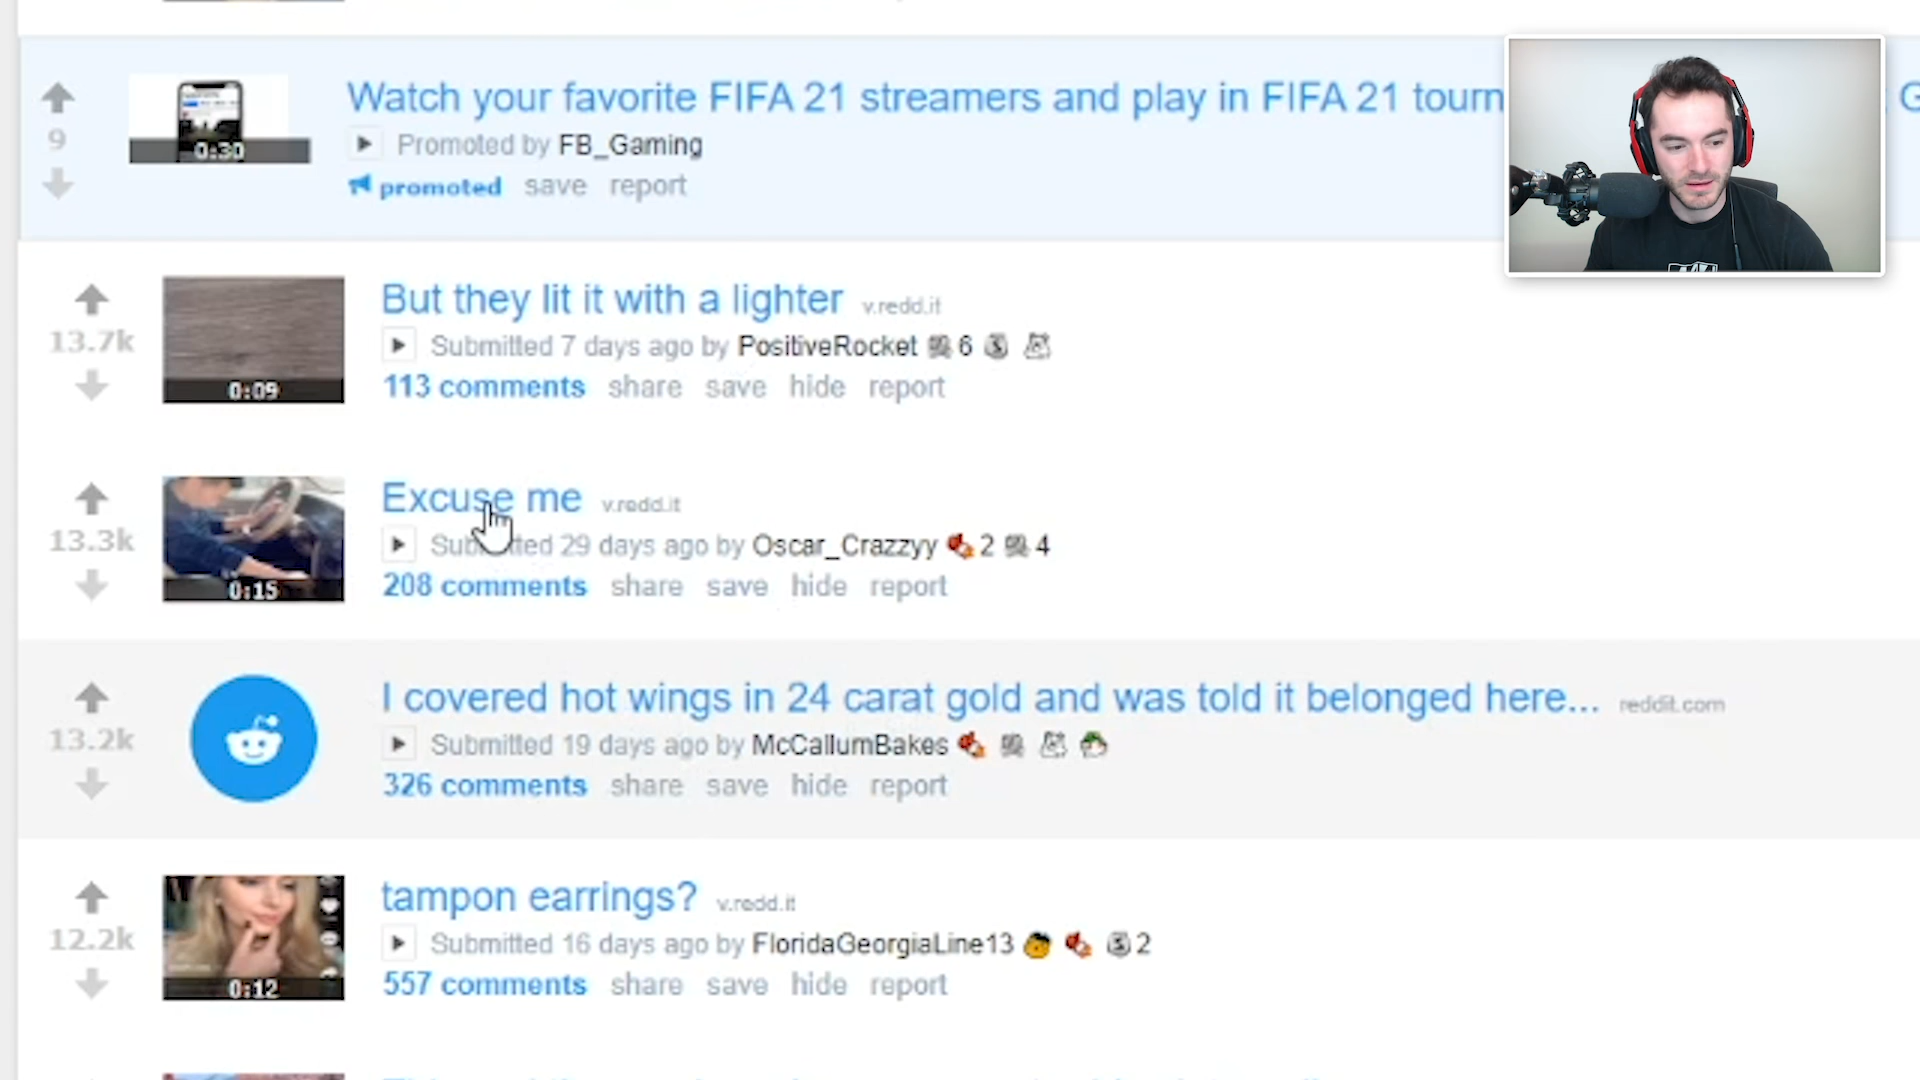 Watch your favorite FIFA 21 streamers and play in FIFA 21 tourn
9
0:30
Promoted by FB_Gaming
promoted save report
But they lit it with a lighter v.redd.it
13.7k
Submitted 7 days ago by PositiveRocket 6
0:09
113 comments share save hide report
Excuse me v.redd.it
13.3k
29 days ago by Oscar_Crazzyy 2 4
0:15
208 comments share save hide report
I covered hot wings in 24 carat gold and was told it belonged here... reddit.com
13.2k
Submitted 19 days ago by McCallumBakes
326 comments share save hide report
tampon earrings? v.redd.it
12.2k
Submitted 16 days ago by FloridaGeorgiaLine13 2
0:12
557 comments share save hide report